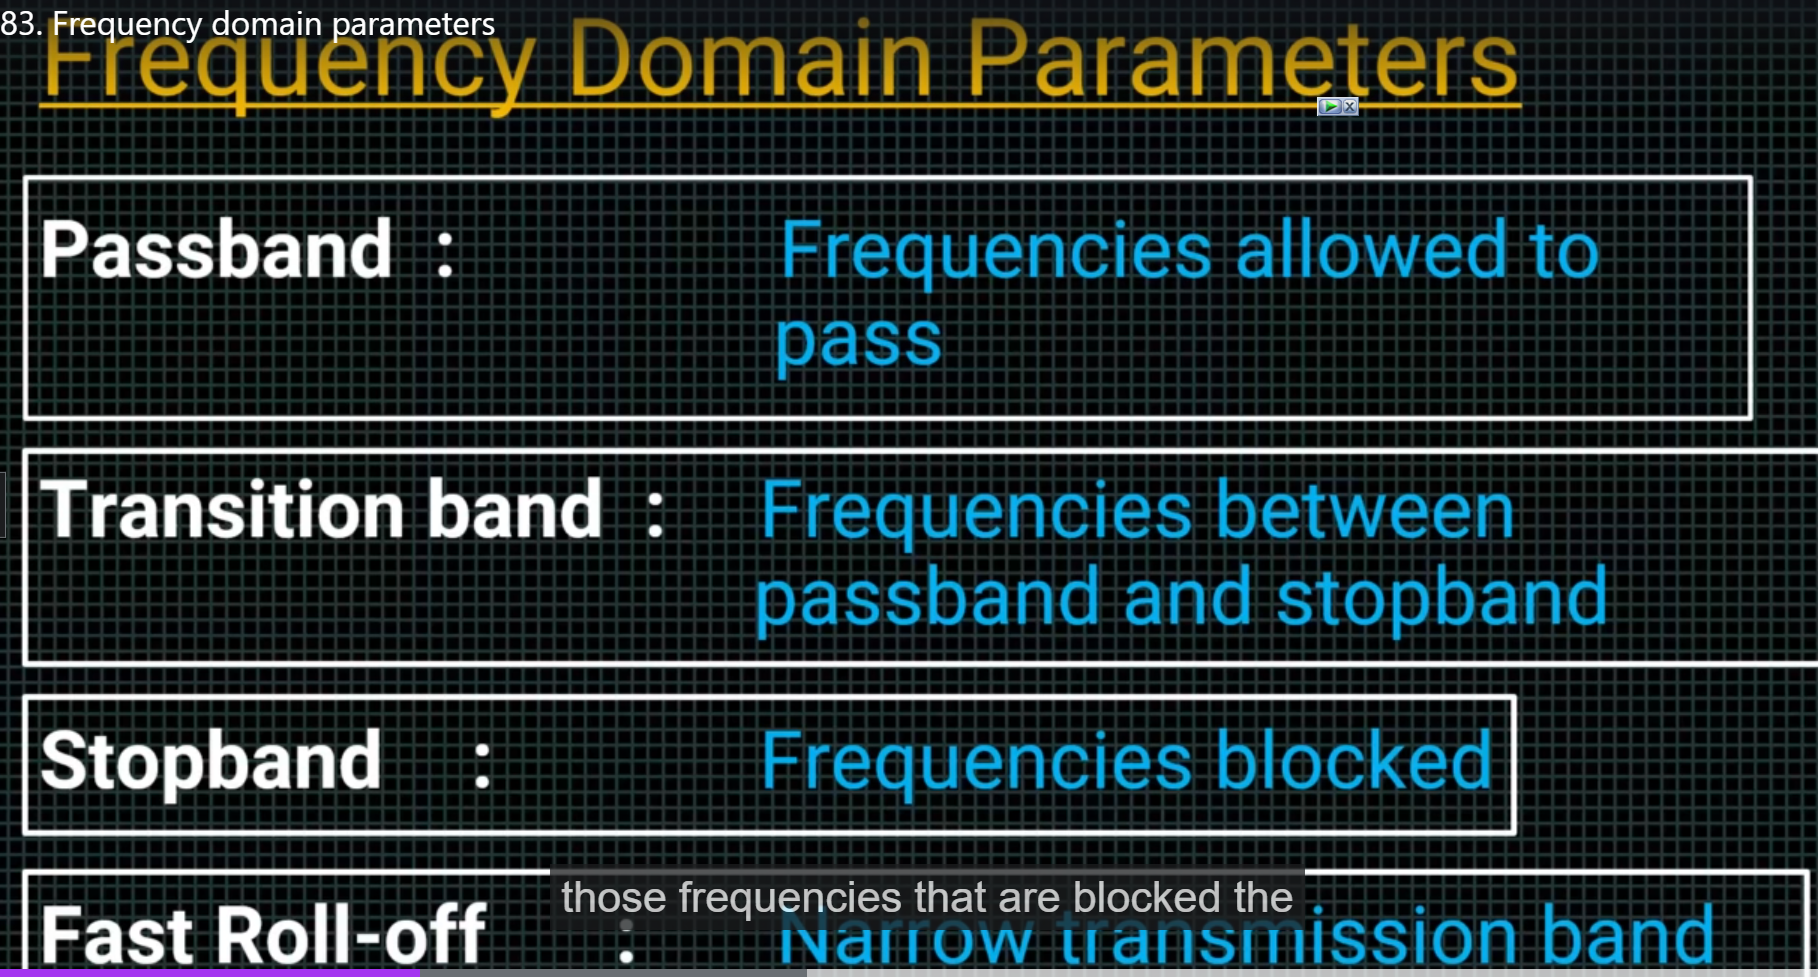 83. Frequency domain parameters
Frequency Domain Parameters
Passband : Frequencies allowed to
pass
Transition band : Frequencies between
passband and stopband
Stopband : Frequencies blocked
those frequencies that are blocked the
Fast Roll-off : Narrow transmission band